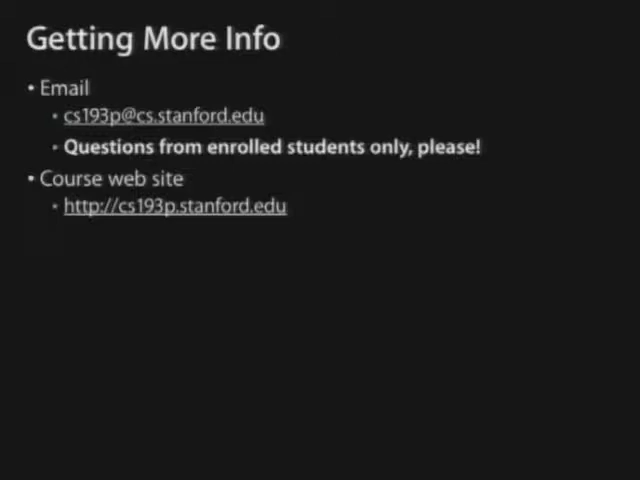 Getting More Info
• Email
• cs193p@cs.stanford.edu
• Questions from enrolled students only, please!
• Course web site
• http://cs193p.stanford.edu